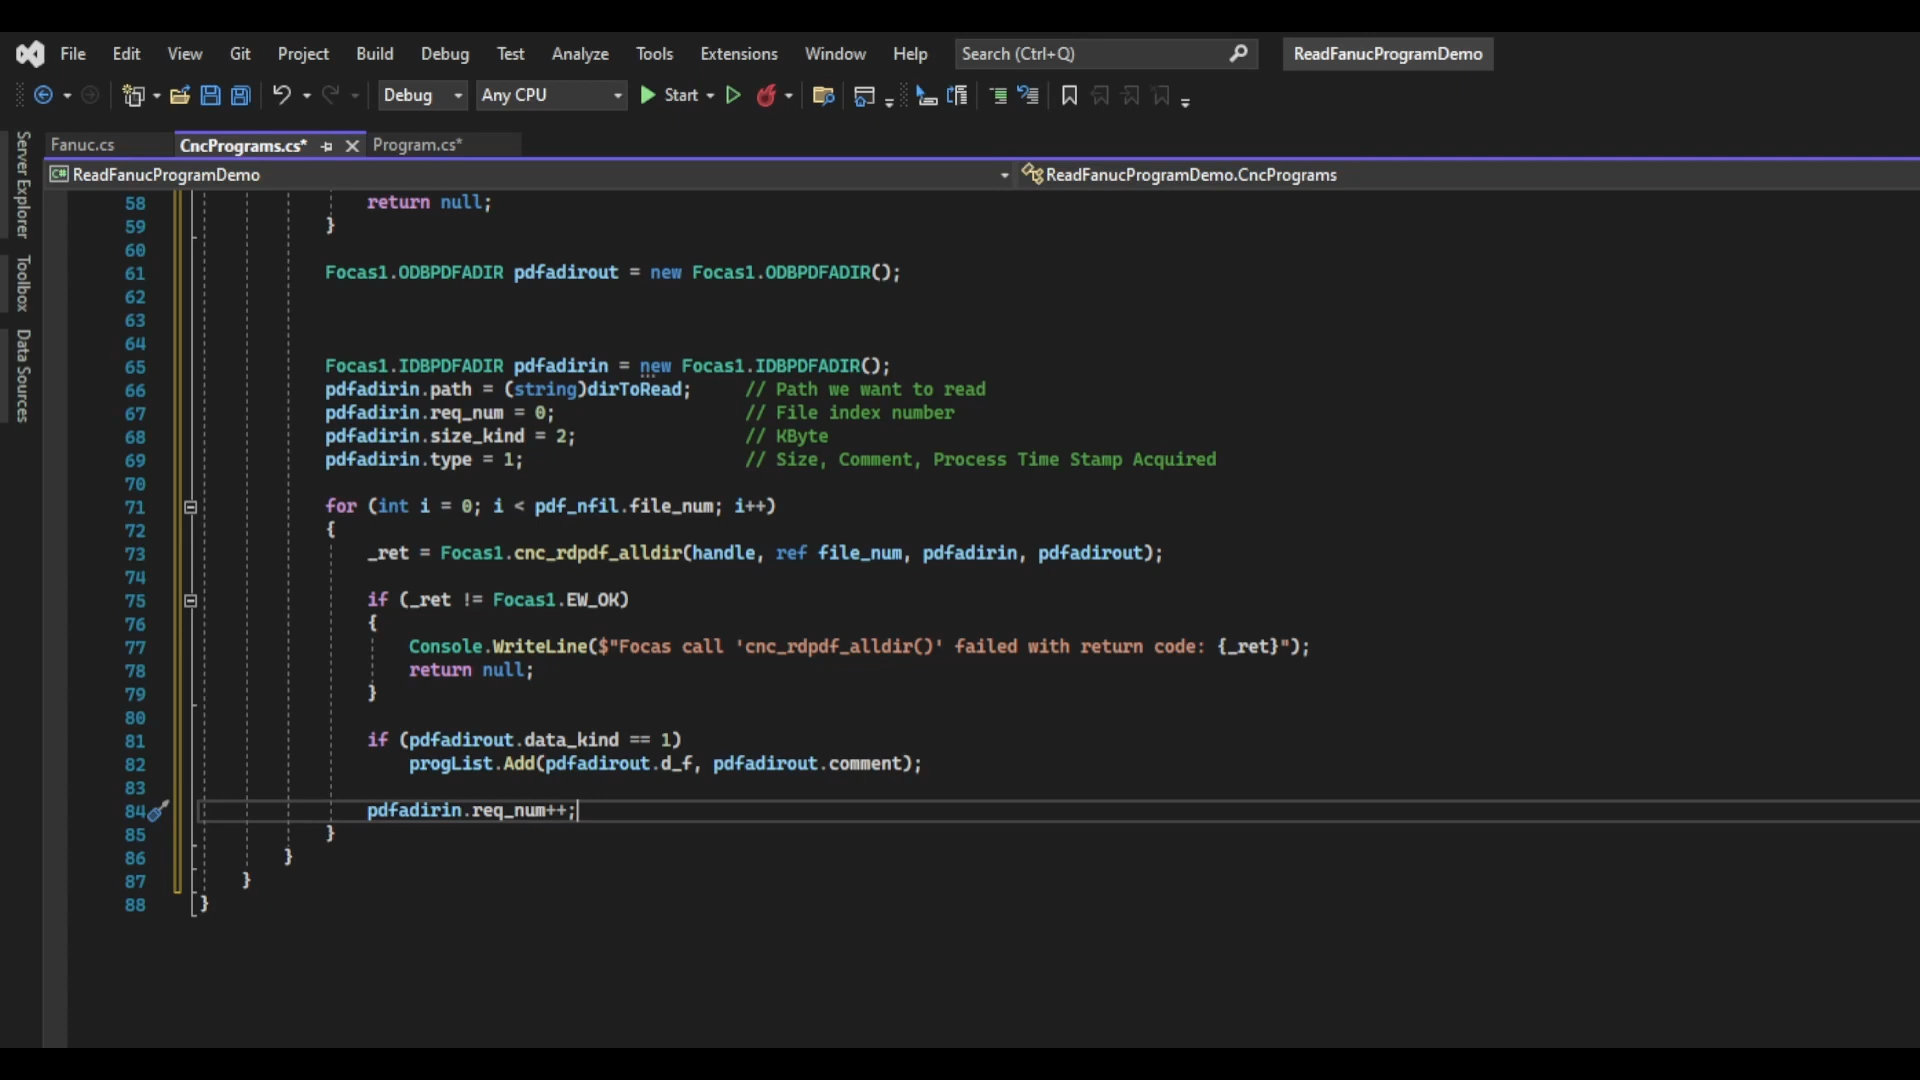 File Edit View Git Project Build Debug Test Analyze Tools Extensions Window Help Search (Ctrl+Q) ReadFanucProgramDemo
Debug Any CPU Start
Server Explorer
Toolbox
Data Sources
Fanuc.cs CncPrograms.cs* Program.cs*
C# ReadFanucProgramDemo ReadFanucProgramDemo.CncPrograms
58 return null;
59 }
60
61 Focas1.ODBPDFADIR pdfadirout = new Focas1.ODBPDFADIR();
62
63
64
65 Focas1.IDBPDFADIR pdfadirin = new Focas1.IDBPDFADIR();
66 pdfadirin.path = (string)dirToRead; // Path we want to read
67 pdfadirin.req_num = 0; // File index number
68 pdfadirin.size_kind = 2; // KByte
69 pdfadirin.type = 1; // Size, Comment, Process Time Stamp Acquired
70
71 for (int i = 0; i < pdf_nfil.file_num; i++)
72 {
73 _ret = Focas1.cnc_rdpdf_alldir(handle, ref file_num, pdfadirin, pdfadirout);
74
75 if (_ret != Focas1.EW_OK)
76 {
77 Console.WriteLine($"Focas call 'cnc_rdpdf_alldir()' failed with return code: {_ret}");
78 return null;
79 }
80
81 if (pdfadirout.data_kind == 1)
82 progList.Add(pdfadirout.d_f, pdfadirout.comment);
83
84 pdfadirin.req_num++;
85 }
86 }
87 }
88 }